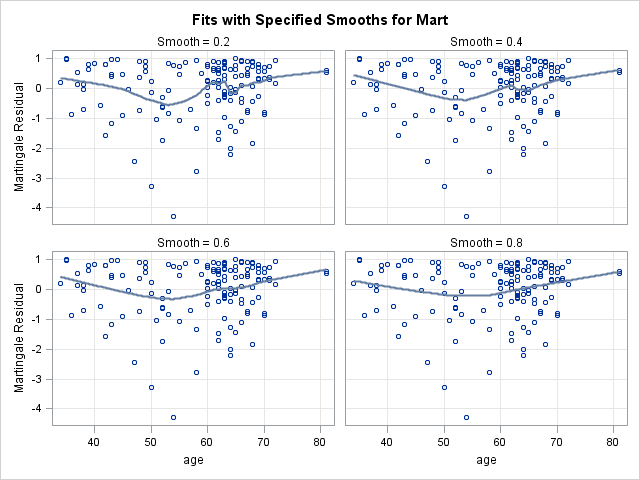 Fits with Specified Smooths for Mart
Smooth = 0.2
Smooth = 0.4
Martingale Residual
1
0
-1
-2
-3
-4
Smooth = 0.6
Smooth = 0.8
Martingale Residual
1
0
-1
-2
-3
-4
40 50 60 70 80
40 50 60 70 80
age
age